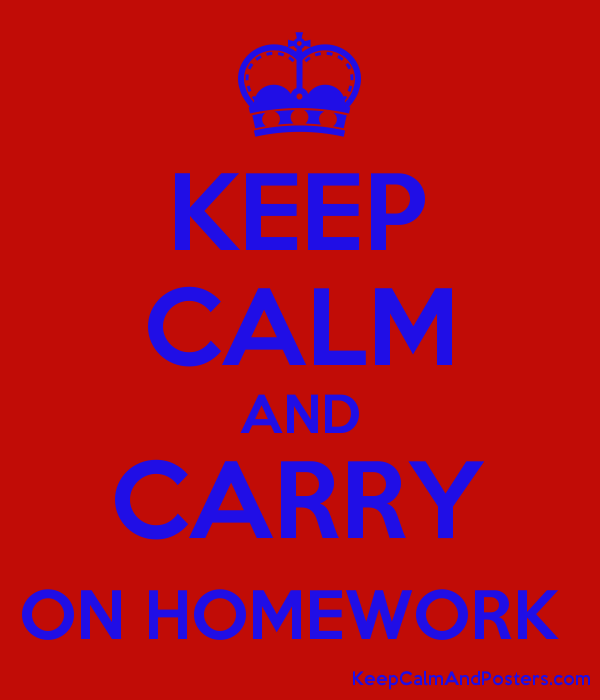 KEEP
CALM
AND
CARRY
ON HOMEWORK
KeepCalmAndPosters.com